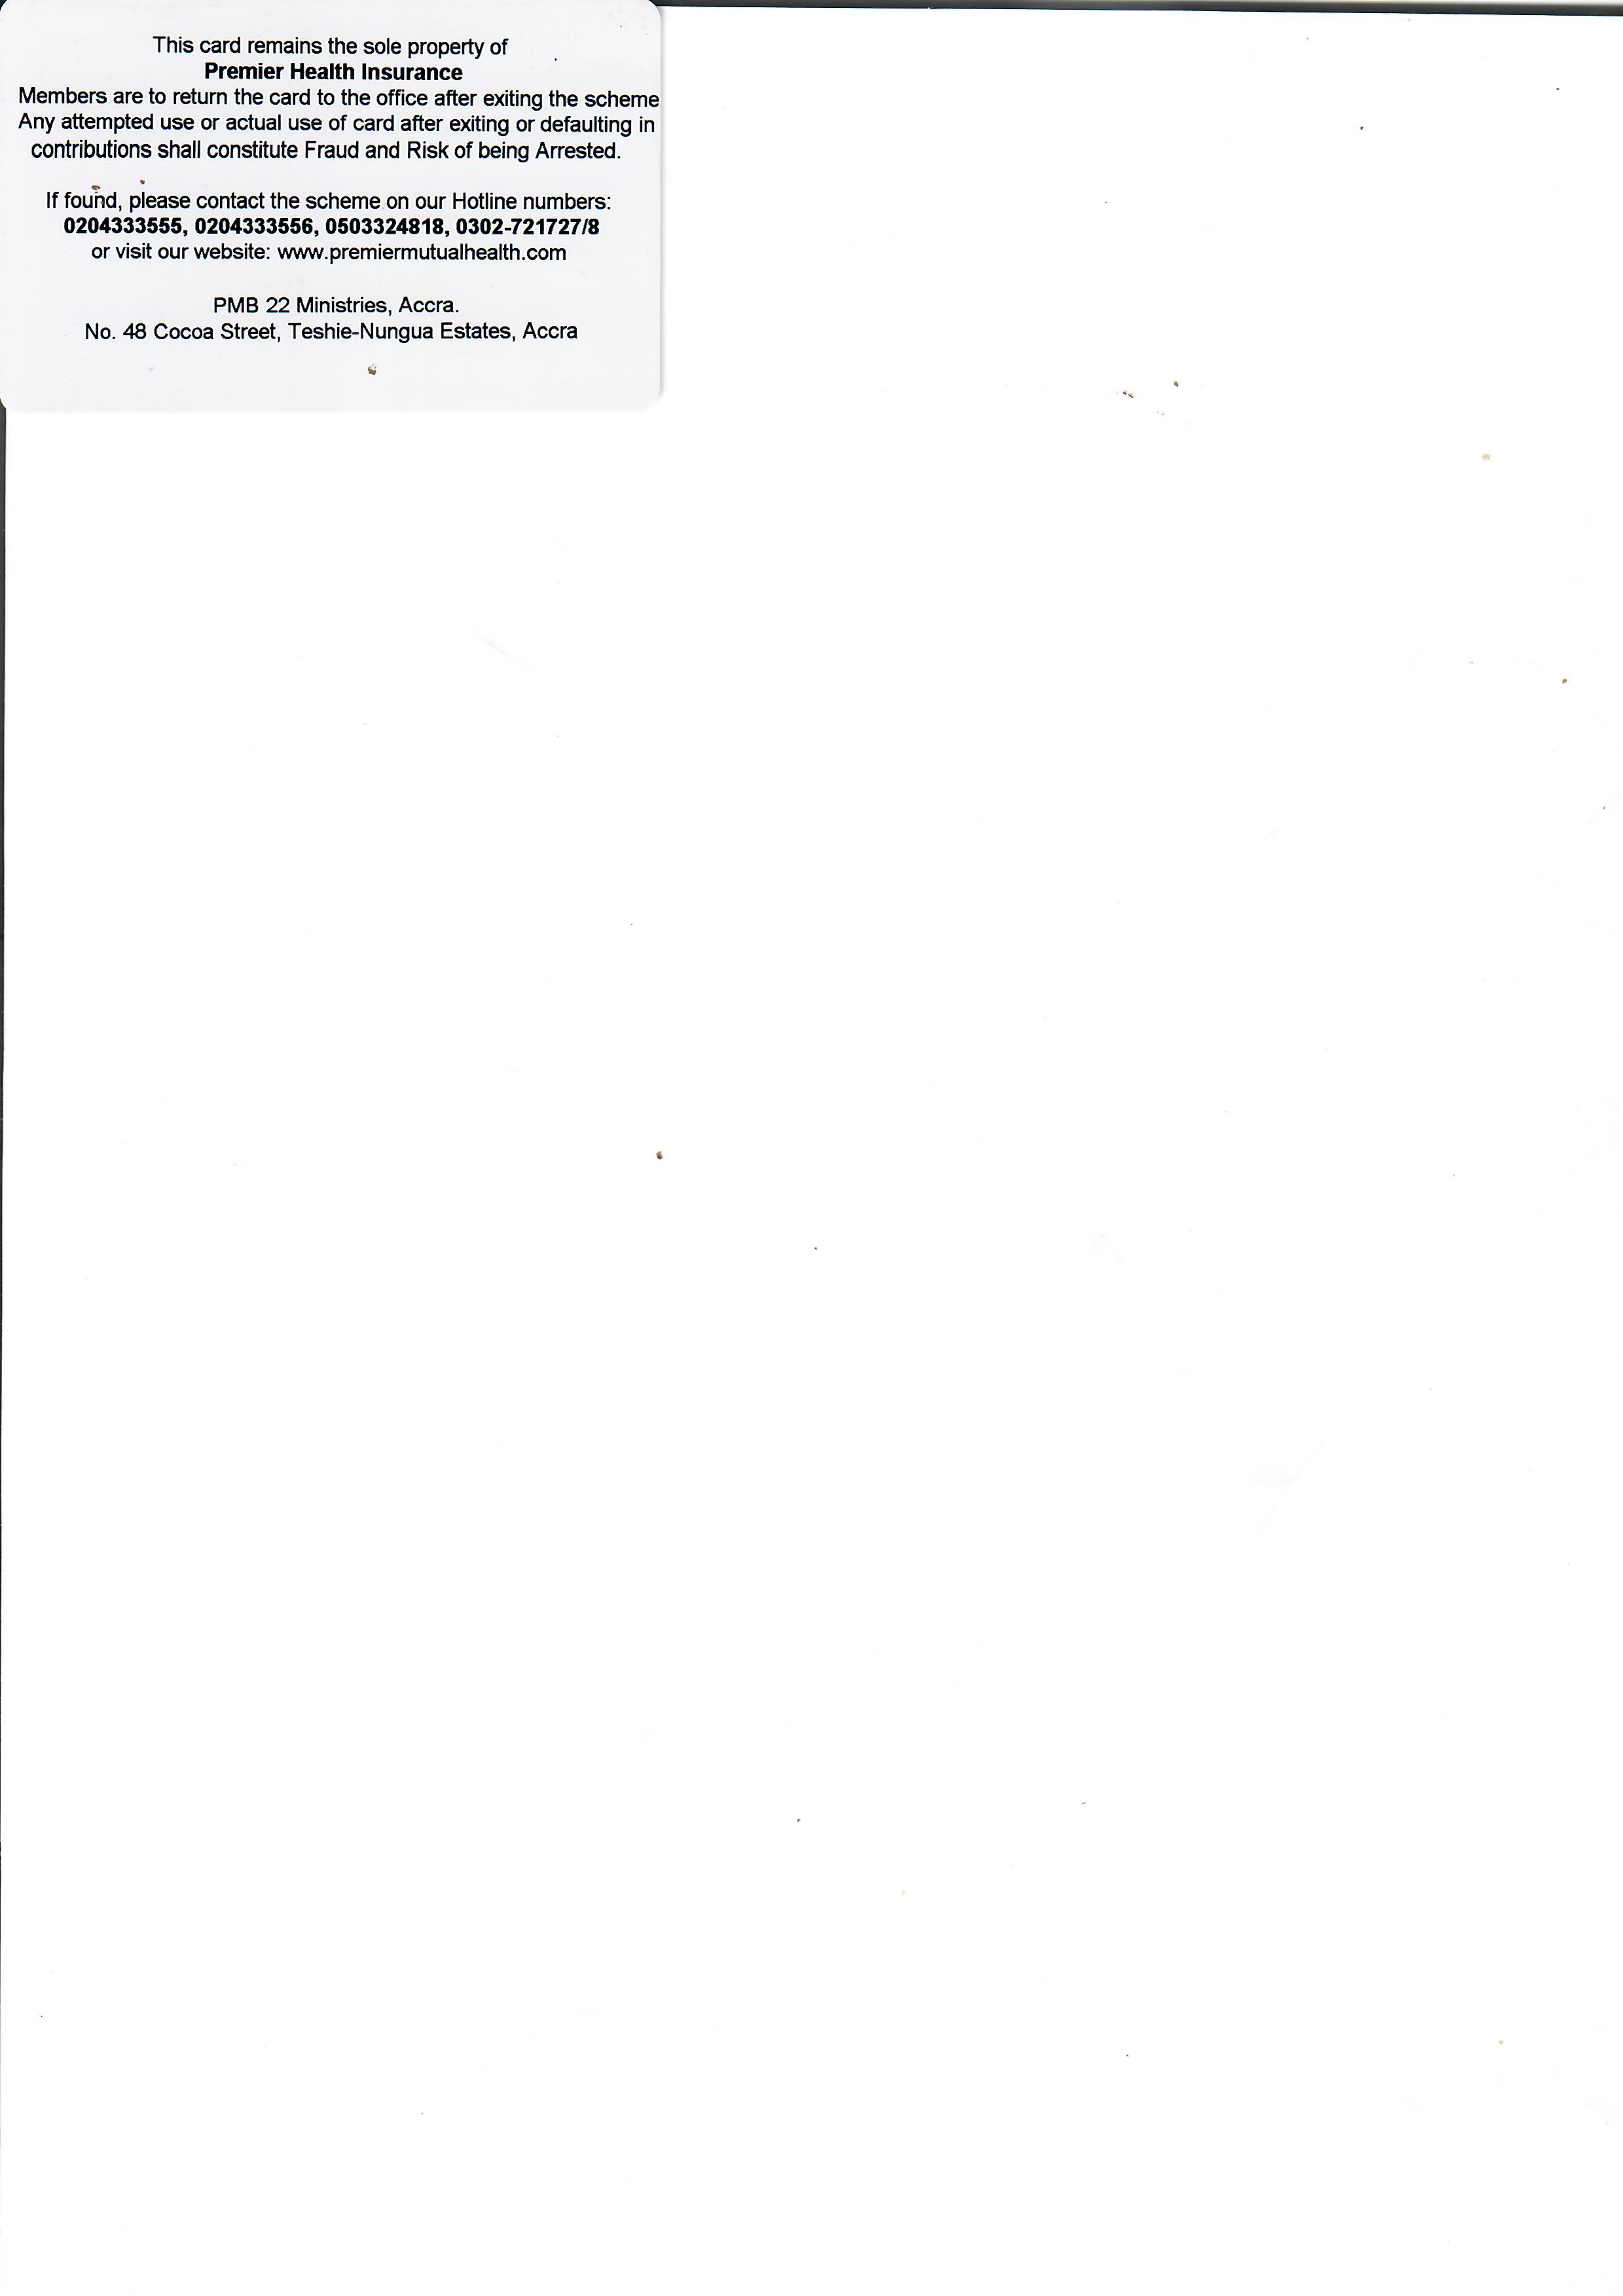 This card remains the sole property of
Premier Health Insurance
Members are to return the card to the office after exiting the scheme
Any attempted use or actual use of card after exiting or defaulting in
contributions shall constitute Fraud and Risk of being Arrested.
If found, please contact the scheme on our Hotline numbers:
0204333555, 0204333556, 0503324818, 0302-721727/8
or visit our website: www.premiermutualhealth.com
PMB 22 Ministries, Accra.
No. 48 Cocoa Street, Teshie-Nungua Estates, Accra